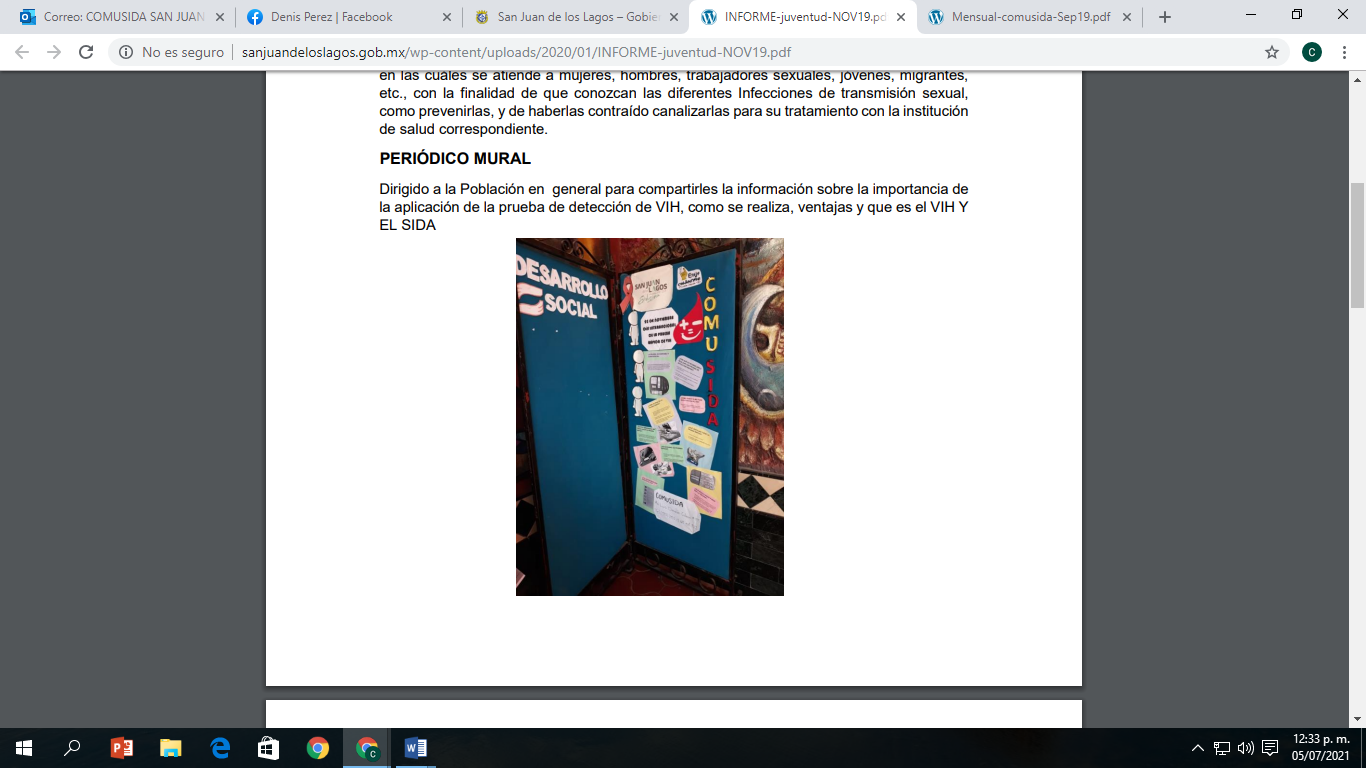 Correo: COMUSIDA SAN JUAN
Denis Perez | Facebook
San Juan de los Lagos – Gobie
INFORME-juventud-NOV19.pd
Mensual-comusida-Sep19.pdf
No es seguro
sanjuandeloslagos.gob.mx/wp-content/uploads/2020/01/INFORME-juventud-NOV19.pdf
en las cuales se atiende a mujeres, hombres, trabajadores sexuales, jóvenes, migrantes,
etc., con la finalidad de que conozcan las diferentes Infecciones de transmisión sexual,
como prevenirlas, y de haberlas contraído canalizarlas para su tratamiento con la institución
de salud correspondiente.
PERIÓDICO MURAL
Dirigido a la Población en general para compartirles la información sobre la importancia de
la aplicación de la prueba de detección de VIH, como se realiza, ventajas y que es el VIH Y
EL SIDA
DESARROLLO
SOCIAL
SAN JUAN
LAGOS
COMUSIDA
COMUSIDA
12:33 p. m.
05/07/2021